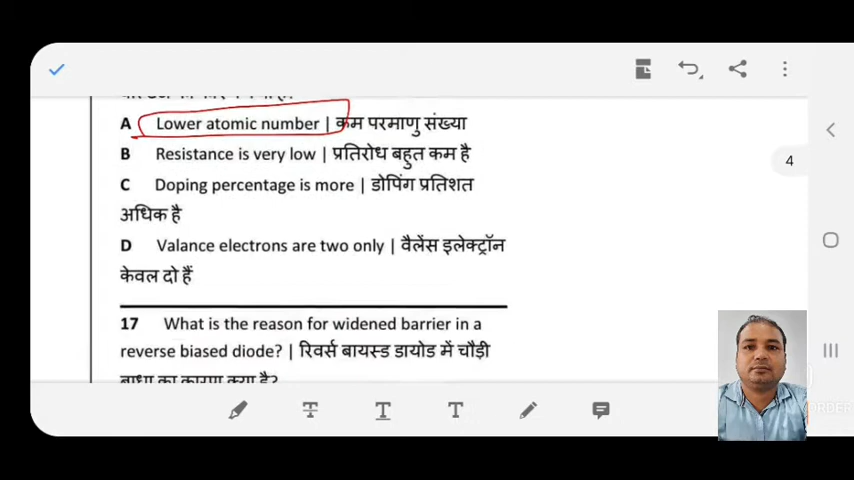 4
A Lower atomic number | कम परमाणु संख्या
B Resistance is very low | प्रतिरोध बहुत कम है
C Doping percentage is more | डोपिंग प्रतिशत
अधिक है
D Valance electrons are two only | वैलेंस इलेक्ट्रॉन
केवल दो हैं
17 What is the reason for widened barrier in a
reverse biased diode? | रिवर्स बायस्ड डायोड में चौड़ी
बाधा का कारण क्या है?
T T T